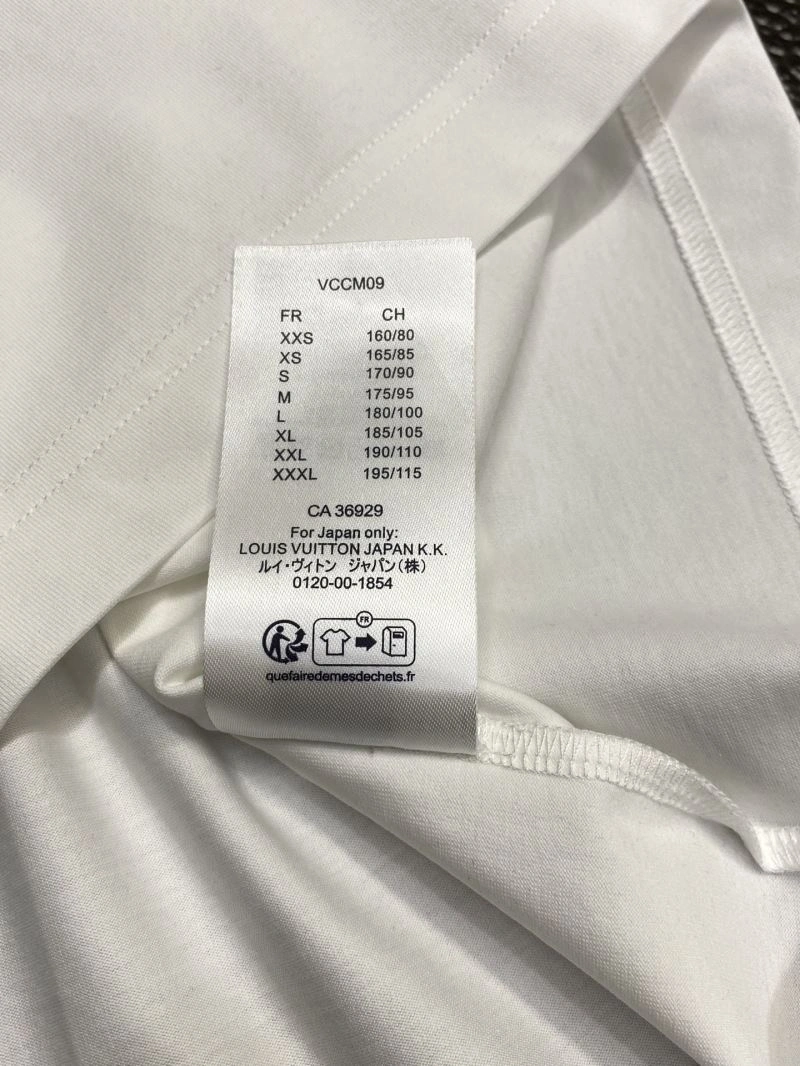 VCCM09
FR CH
XXS 160/80
XS 165/85
S 170/90
M 175/95
L 180/100
XL 185/105
XXL 190/110
XXXL 195/115
CA 36929
For Japan only:
LOUIS VUITTON JAPAN K.K.
ルイ・ヴィトン ジャパン(株)
0120-00-1854
FR
quefairedemesdechets.fr